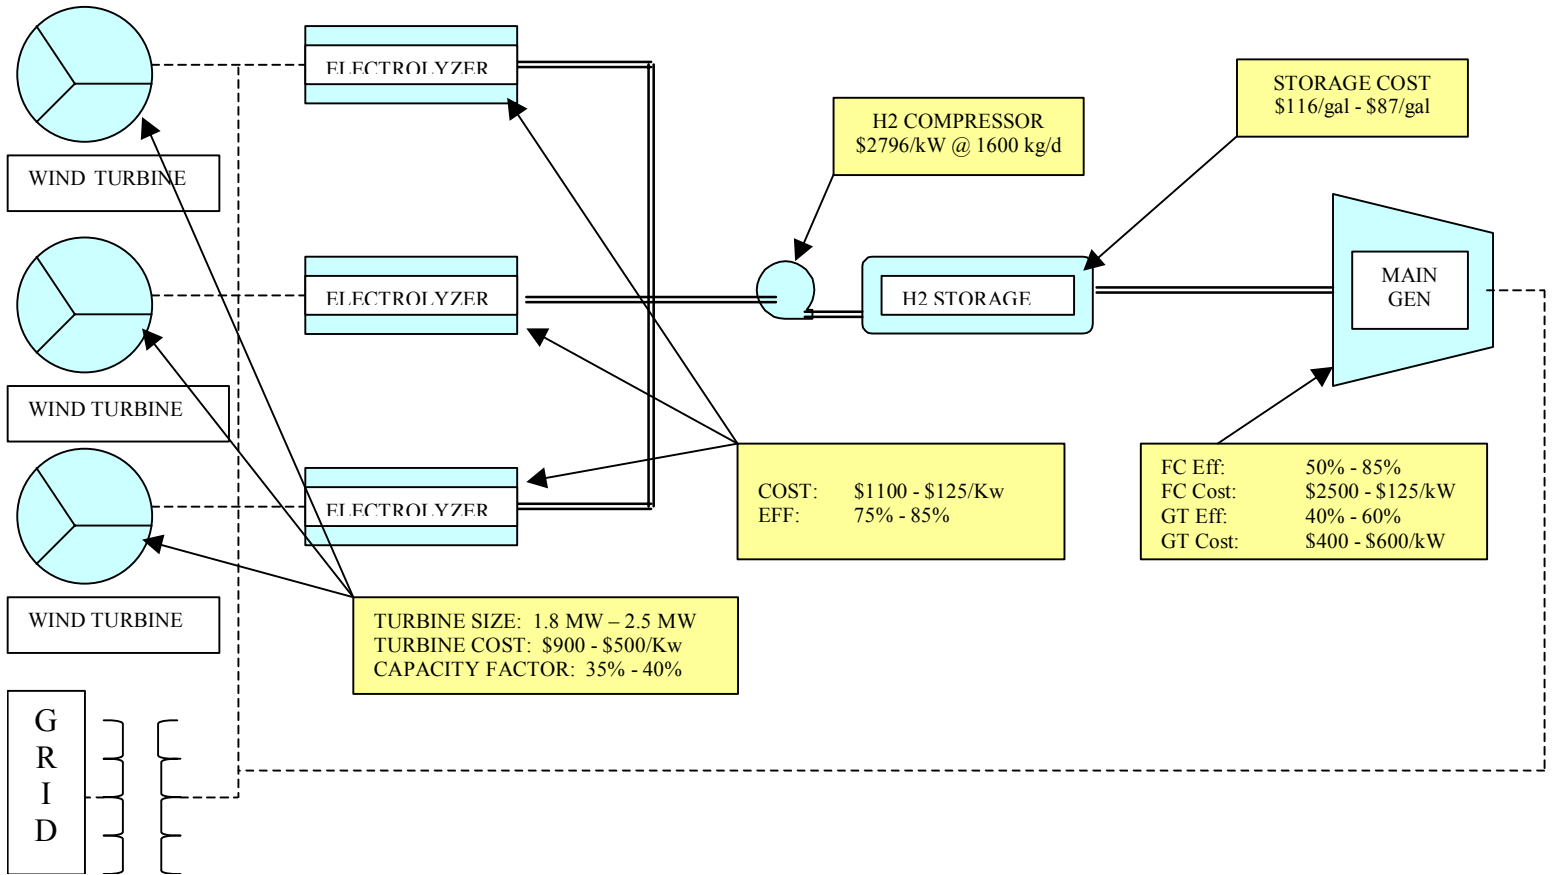 ELECTROLYZER
STORAGE COST
$116/gal - $87/gal
H2 COMPRESSOR
$2796/kW @ 1600 kg/d
WIND TURBINE
ELECTROLYZER
H2 STORAGE
MAIN
GEN
WIND TURBINE
ELECTROLYZER
COST: $1100 - $125/Kw
EFF: 75% - 85%
FC Eff: 50% - 85%
FC Cost: $2500 - $125/kW
GT Eff: 40% - 60%
GT Cost: $400 - $600/kW
WIND TURBINE
TURBINE SIZE: 1.8 MW – 2.5 MW
TURBINE COST: $900 - $500/Kw
CAPACITY FACTOR: 35% - 40%
G
R
I
D